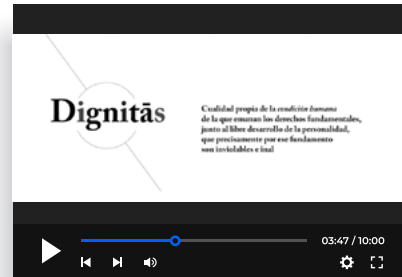 Dignitās
Cualidad propia de la condición humana
de la que emanan los derechos fundamentales,
junto al libre desarrollo de la personalidad,
que precisamente por ese fundamento
son inviolables e inal
03:47 / 10:00